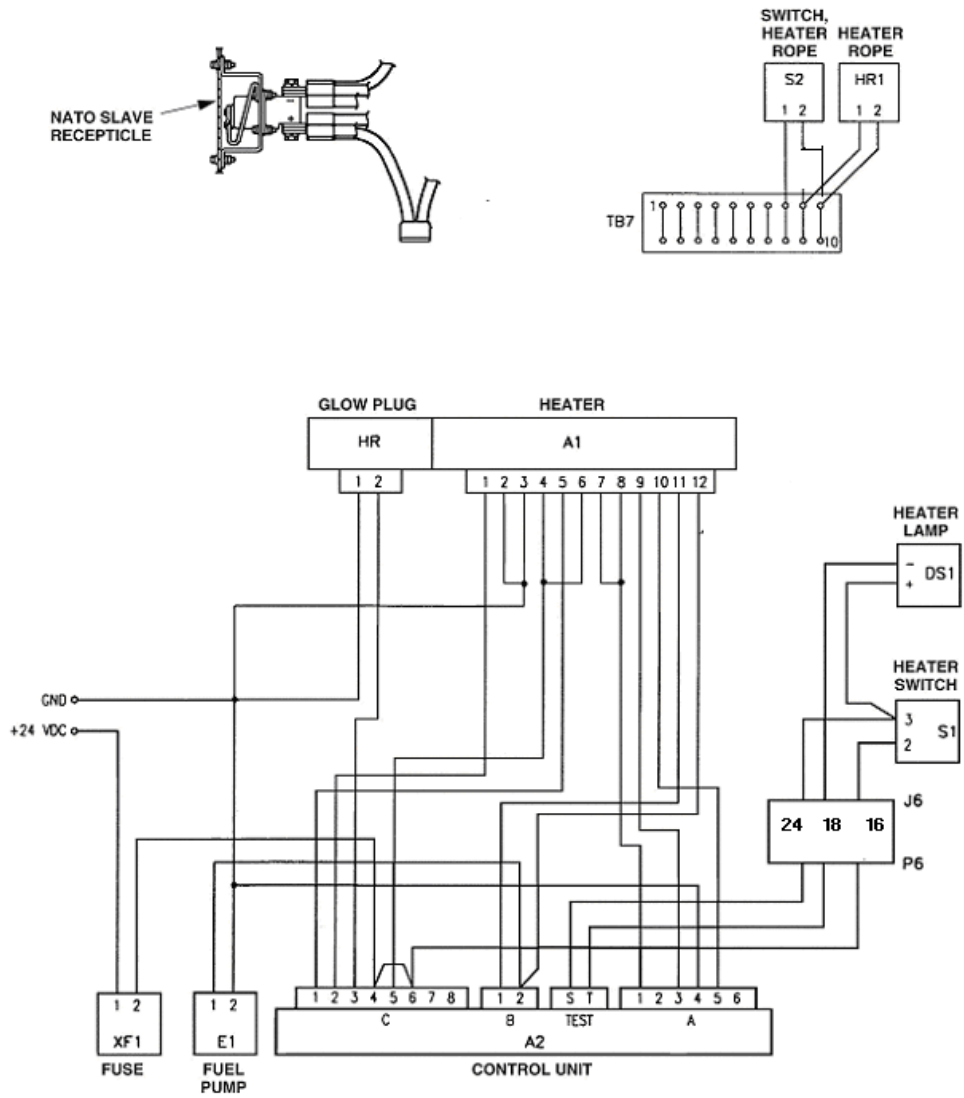 SWITCH,
HEATER HEATER
ROPE ROPE
S2 HR1
1 2 1 2
NATO SLAVE
RECEPTICLE
-
+
1
TB7
10
GLOW PLUG HEATER
HR A1
1 2 1 2 3 4 5 6 7 8 9 10 11 12
HEATER
LAMP
-
+ DS1
HEATER
SWITCH
3
2 S1
GND
+24 VDC
J6
24 18 16
P6
1 2 1 2 1 2 3 4 5 6 7 8 1 2 S T 1 2 3 4 5 6
C B TEST A
XF1 E1 A2
FUSE FUEL
PUMP CONTROL UNIT